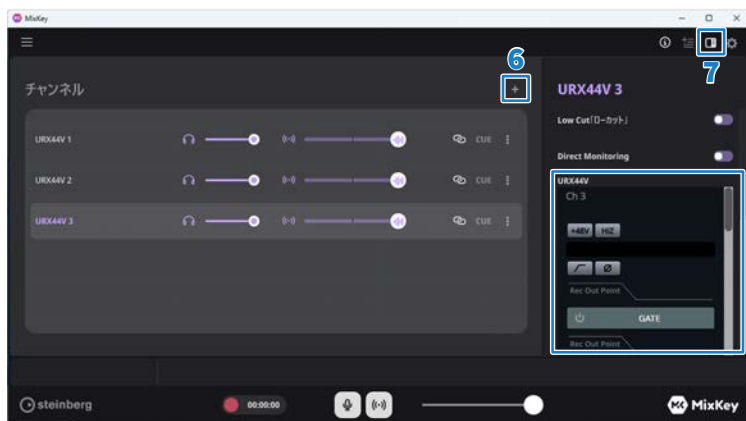 MixKey
6
7
チャンネル
+
URX44V 1
CUE
URX44V 2
CUE
URX44V 3
CUE
URX44V 3
Low Cut「ローカット」
Direct Monitoring
URX44V
Ch 3
+48V HiZ
Ø
Rec Out Point
GATE
Rec Out Point
steinberg
00:00:00
MK MixKey